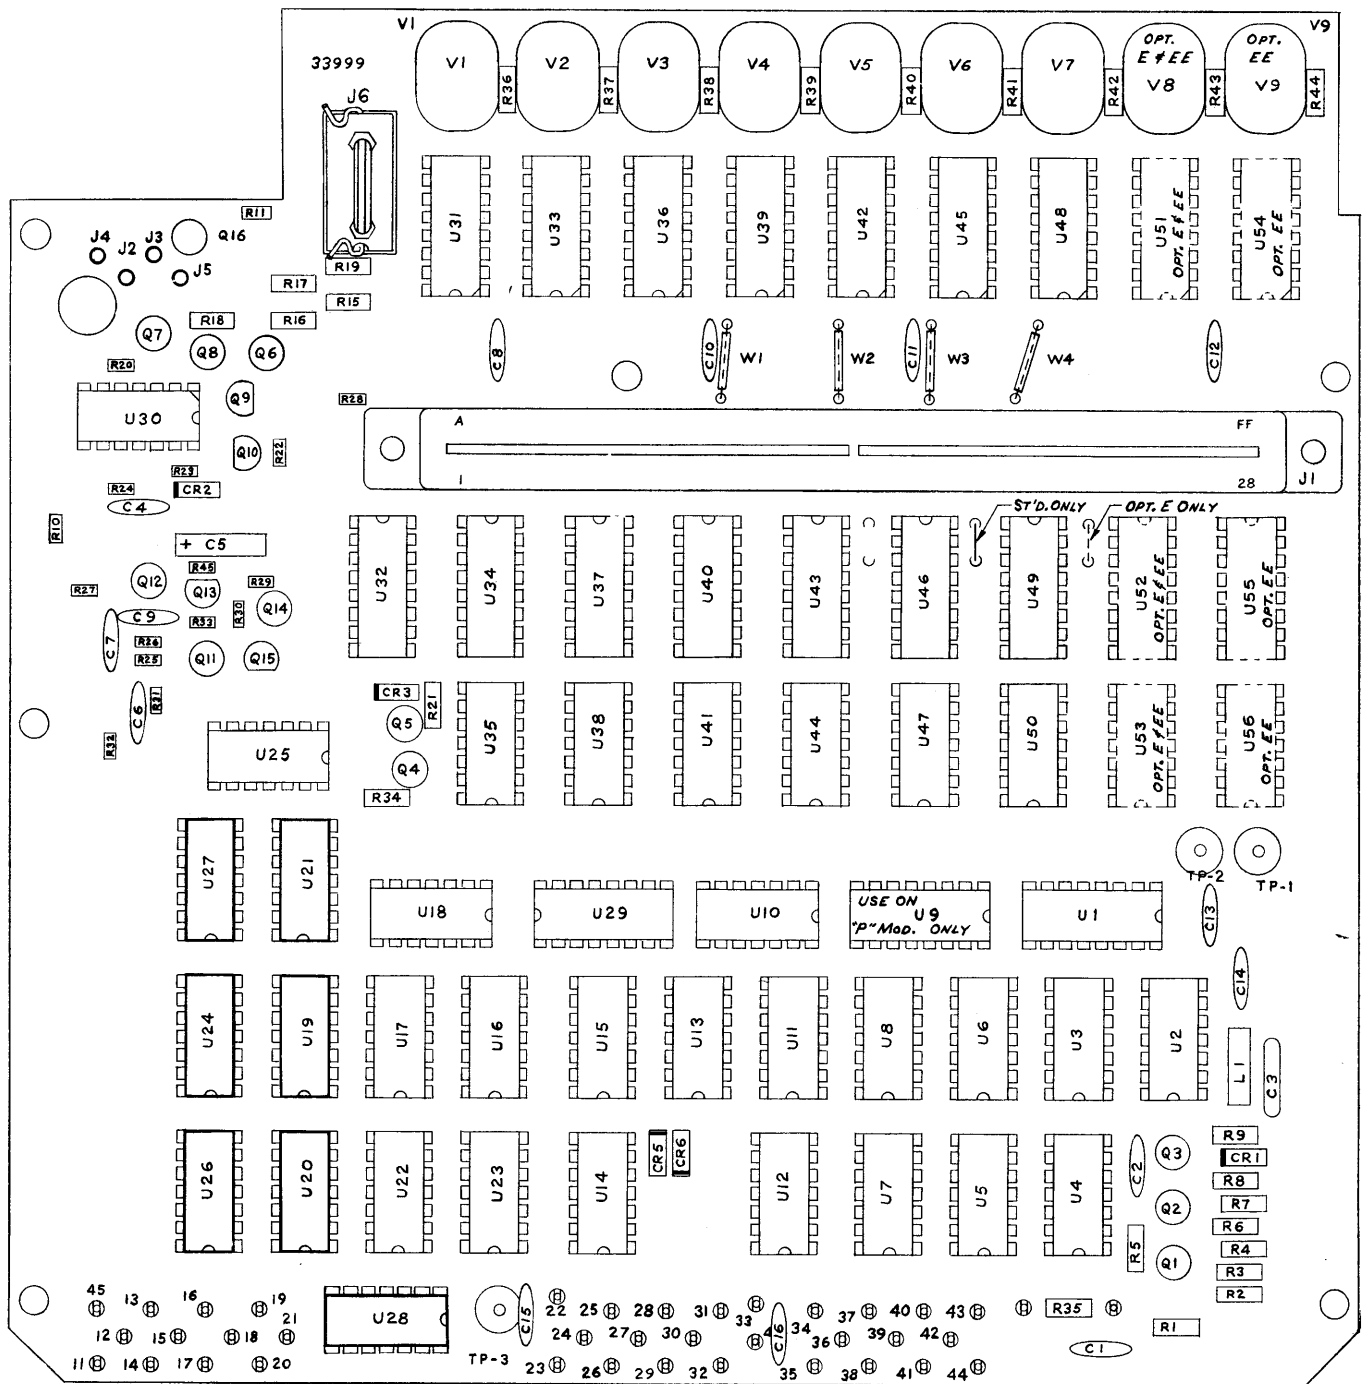 V1
V9
33999
J6
V1
R36
V2
R37
V3
R38
V4
R39
V5
R40
V6
R41
V7
R42
OPT.
E & EE
V8
R43
OPT.
EE
V9
R44
U31
U33
U36
U39
U42
U45
U48
U51
OPT. E & EE
U54
OPT. EE
R11
Q16
J4
J2
J3
J5
R19
R17
R15
R18
R16
Q7
Q8
Q6
R20
C8
C10
W1
W2
C11
W3
W4
C12
U30
Q9
R28
Q10
R22
A
FF
1
28
J1
R23
R24
CR2
C4
R10
ST'D. ONLY
OPT. E ONLY
+ C5
U32
U34
U37
U40
U43
U46
U49
U52
OPT. E & EE
U55
OPT. EE
Q12
R45
Q13
R29
R27
Q14
C9
R30
R33
C7
R26
R25
Q11
Q15
CR3
R21
C6
R31
Q5
R32
U25
Q4
R34
U35
U38
U41
U44
U47
U50
U53
OPT. E & EE
U56
OPT. EE
U27
U21
TP-2
TP-1
U18
U29
U10
USE ON
U9
"P" MOD. ONLY
U1
C13
C14
U24
U19
U17
U16
U15
U13
U11
U8
U6
U3
U2
L1
C3
U26
U20
U22
U23
U14
CR5
CR6
U12
U7
U5
U4
C2
Q3
R9
CR1
R8
Q2
R7
R6
R5
R4
Q1
R3
R2
45
13
16
19
21
U28
C15
22
25
28
31
33
34
37
40
43
R35
R1
12
15
18
24
27
30
C16
36
39
42
11
14
17
20
TP-3
23
26
29
32
35
38
41
44
C1